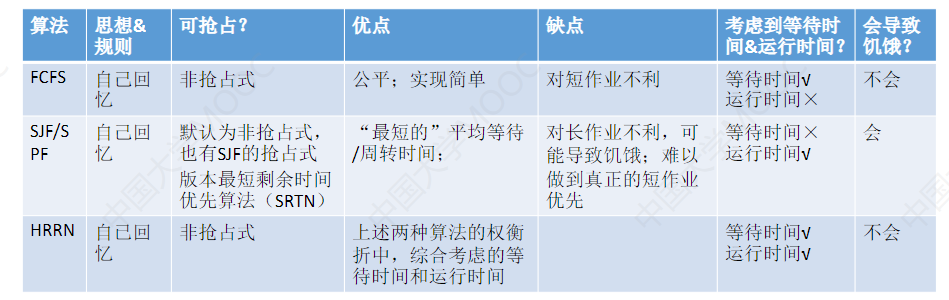 算法 思想& 可抢占？ 优点 缺点 考虑到等待时 会导致
规则 间&运行时间？ 饥饿？
FCFS 自己回 非抢占式 公平；实现简单 对短作业不利 等待时间√ 不会
忆 运行时间×
SJF/S 自己回 默认为非抢占式， “最短的”平均等待 对长作业不利，可 等待时间× 会
PF 忆 也有SJF的抢占式 /周转时间； 能导致饥饿；难以 运行时间√
版本最短剩余时间 做到真正的短作业
优先算法（SRTN） 优先
HRRN 自己回 非抢占式 上述两种算法的权衡 等待时间√ 不会
忆 折中，综合考虑的等 运行时间√
待时间和运行时间
中国大学MOOC